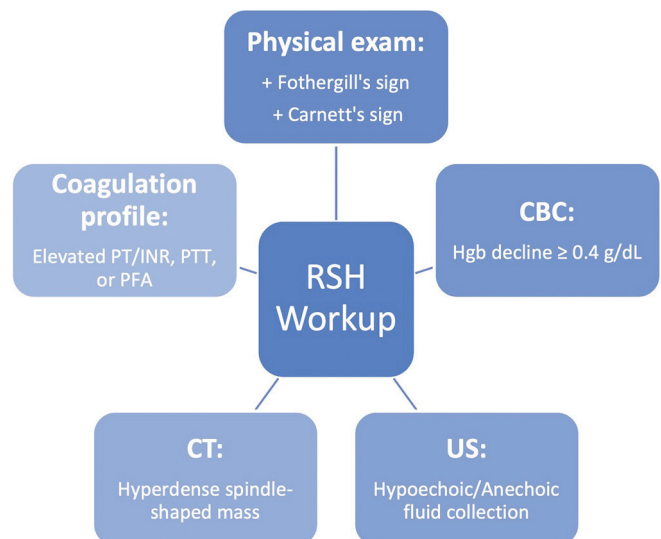 Physical exam:
+ Fothergill's sign
+ Carnett's sign
Coagulation
profile:
Elevated PT/INR, PTT,
or PFA
CBC:
Hgb decline ≥ 0.4 g/dL
RSH
Workup
CT:
Hyperdense spindle-
shaped mass
US:
Hypoechoic/Anechoic
fluid collection